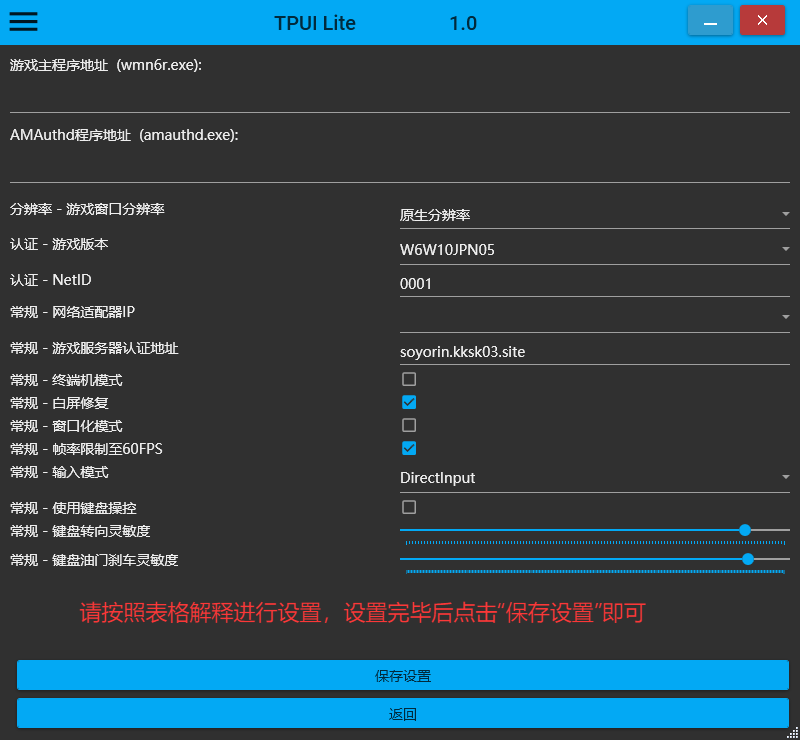 TPUI Lite 1.0
游戏主程序地址 (wmn6r.exe):
AMAuthd程序地址 (amauthd.exe):
分辨率 - 游戏窗口分辨率 原生分辨率
认证 - 游戏版本 W6W10JPN05
认证 - NetID 0001
常规 - 网络适配器IP
常规 - 游戏服务器认证地址 soyorin.kksk03.site
常规 - 终端机模式
常规 - 白屏修复
常规 - 窗口化模式
常规 - 帧率限制至60FPS
常规 - 输入模式 DirectInput
常规 - 使用键盘操控
常规 - 键盘转向灵敏度
常规 - 键盘油门刹车灵敏度
请按照表格解释进行设置，设置完毕后点击“保存设置”即可
保存设置
返回